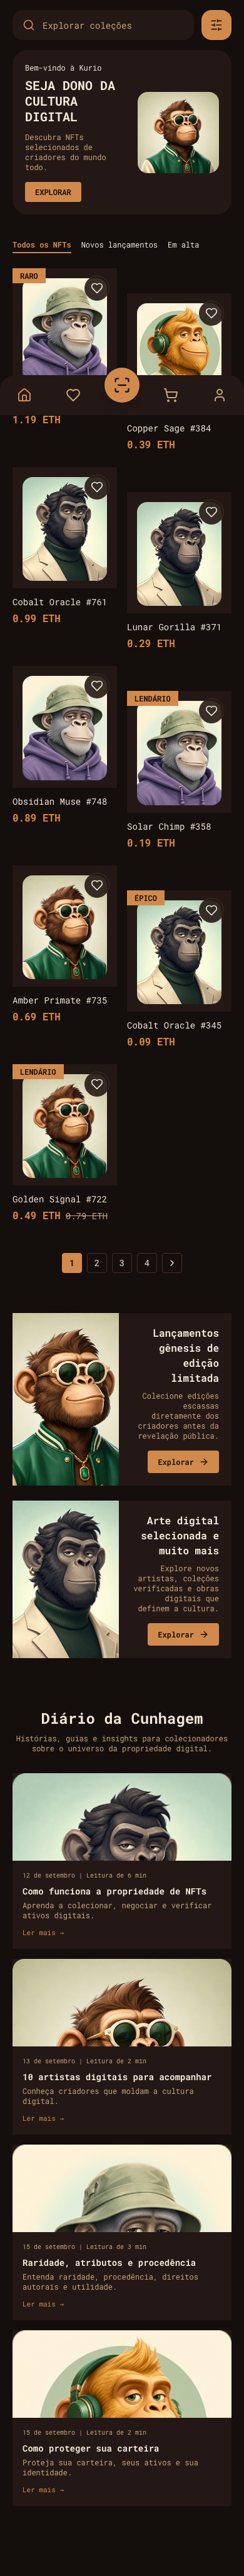 Explorar coleções
Bem-vindo à Kurio
SEJA DONO DA
CULTURA
DIGITAL
Descubra NFTs
selecionados de
criadores do mundo
todo.
EXPLORAR
Todos os NFTs
Novos lançamentos
Em alta
RARO
1.19 ETH
Copper Sage #384
0.39 ETH
Cobalt Oracle #761
0.99 ETH
Lunar Gorilla #371
0.29 ETH
Obsidian Muse #748
0.89 ETH
LENDÁRIO
Solar Chimp #358
0.19 ETH
Amber Primate #735
0.69 ETH
ÉPICO
Cobalt Oracle #345
0.09 ETH
LENDÁRIO
Golden Signal #722
0.49 ETH 0.79 ETH
1 2 3 4
Lançamentos
gênesis de
edição
limitada
Colecione edições
escassas
diretamente dos
criadores antes da
revelação pública.
Explorar →
Arte digital
selecionada e
muito mais
Explore novos
artistas, coleções
verificadas e obras
digitais que
definem a cultura.
Explorar →
Diário da Cunhagem
Histórias, guias e insights para colecionadores
sobre o universo da propriedade digital.
12 de setembro | Leitura de 6 min
Como funciona a propriedade de NFTs
Aprenda a colecionar, negociar e verificar
ativos digitais.
Ler mais →
13 de setembro | Leitura de 2 min
10 artistas digitais para acompanhar
Conheça criadores que moldam a cultura
digital.
Ler mais →
15 de setembro | Leitura de 3 min
Raridade, atributos e procedência
Entenda raridade, procedência, direitos
autorais e utilidade.
Ler mais →
15 de setembro | Leitura de 2 min
Como proteger sua carteira
Proteja sua carteira, seus ativos e sua
identidade.
Ler mais →